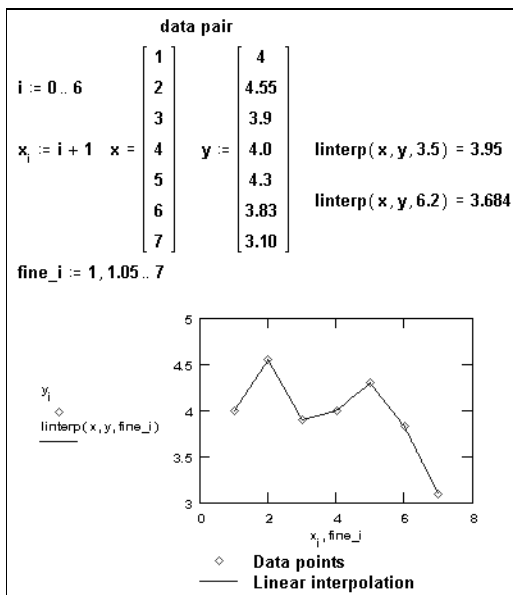 data pair
i := 0 .. 6
xi := i + 1 x = 1 2 3 4 5 6 7 y := 4 4.55 3.9 4.0 4.3 3.83 3.10
linterp(x, y, 3.5) = 3.95
linterp(x, y, 6.2) = 3.684
fine_i := 1, 1.05 .. 7
5
4.5
4
3.5
3
yi
linterp(x, y, fine_i)
0 2 4 6 8
xi, fine_i
Data points
Linear interpolation